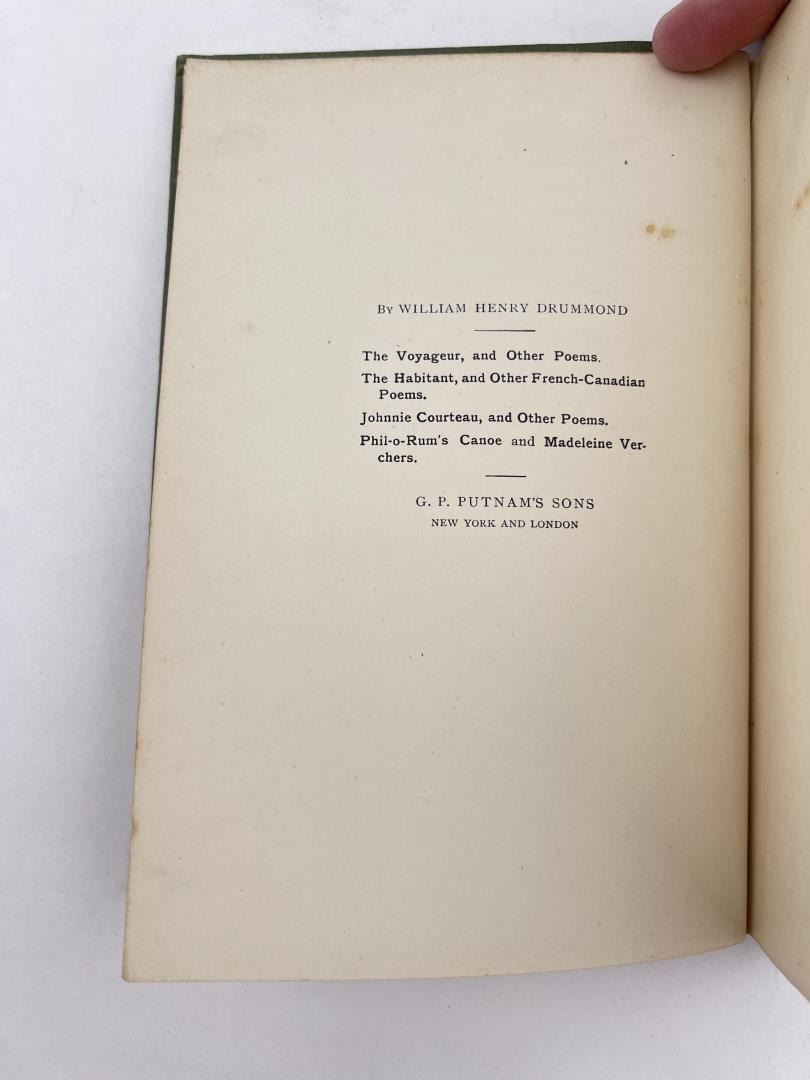 By WILLIAM HENRY DRUMMOND
The Voyageur, and Other Poems.
The Habitant, and Other French-Canadian
Poems.
Johnnie Courteau, and Other Poems.
Phil-o-Rum's Canoe and Madeleine Ver-
chers.
G. P. PUTNAM'S SONS
NEW YORK AND LONDON